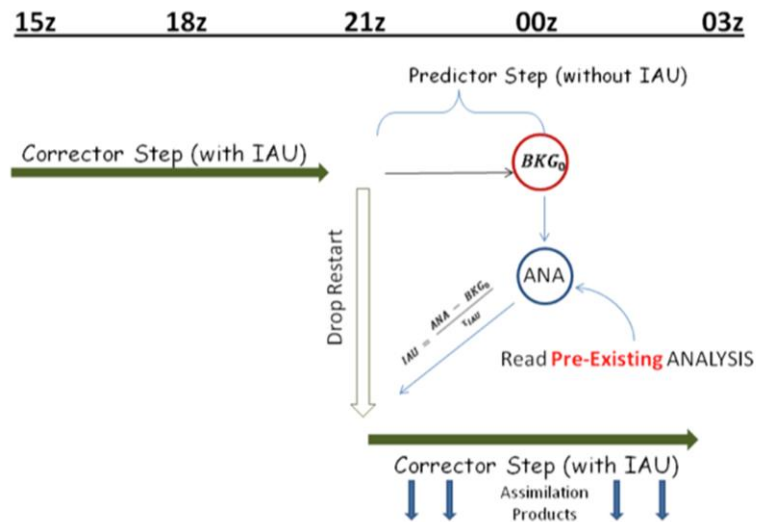 15z 18z 21z 00z 03z
Predictor Step (without IAU)
Corrector Step (with IAU)
BKG₀
Drop Restart
ANA
IAU = (ANA − BKG₀) / τIAU
Read Pre-Existing ANALYSIS
Corrector Step (with IAU)
Assimilation
Products